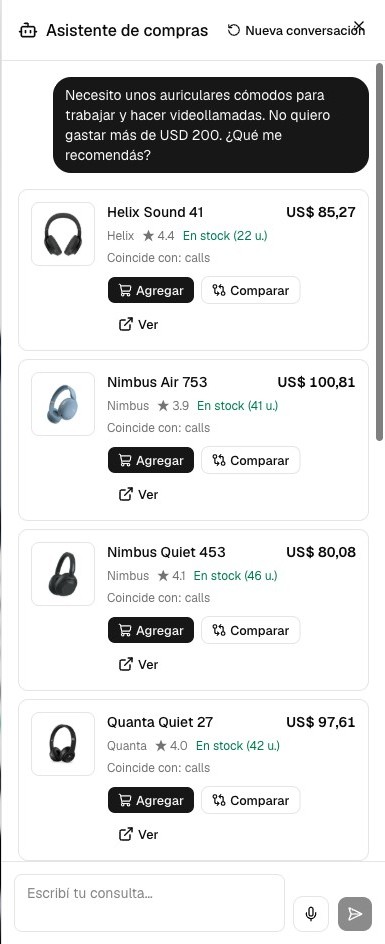 Asistente de compras
Nueva conversación
Necesito unos auriculares cómodos para
trabajar y hacer videollamadas. No quiero
gastar más de USD 200. ¿Qué me
recomendás?
Helix Sound 41 US$ 85,27
Helix ★ 4.4 En stock (22 u.)
Coincide con: calls
Agregar Comparar
Ver
Nimbus Air 753 US$ 100,81
Nimbus ★ 3.9 En stock (41 u.)
Coincide con: calls
Agregar Comparar
Ver
Nimbus Quiet 453 US$ 80,08
Nimbus ★ 4.1 En stock (46 u.)
Coincide con: calls
Agregar Comparar
Ver
Quanta Quiet 27 US$ 97,61
Quanta ★ 4.0 En stock (42 u.)
Coincide con: calls
Agregar Comparar
Ver
Escribí tu consulta...